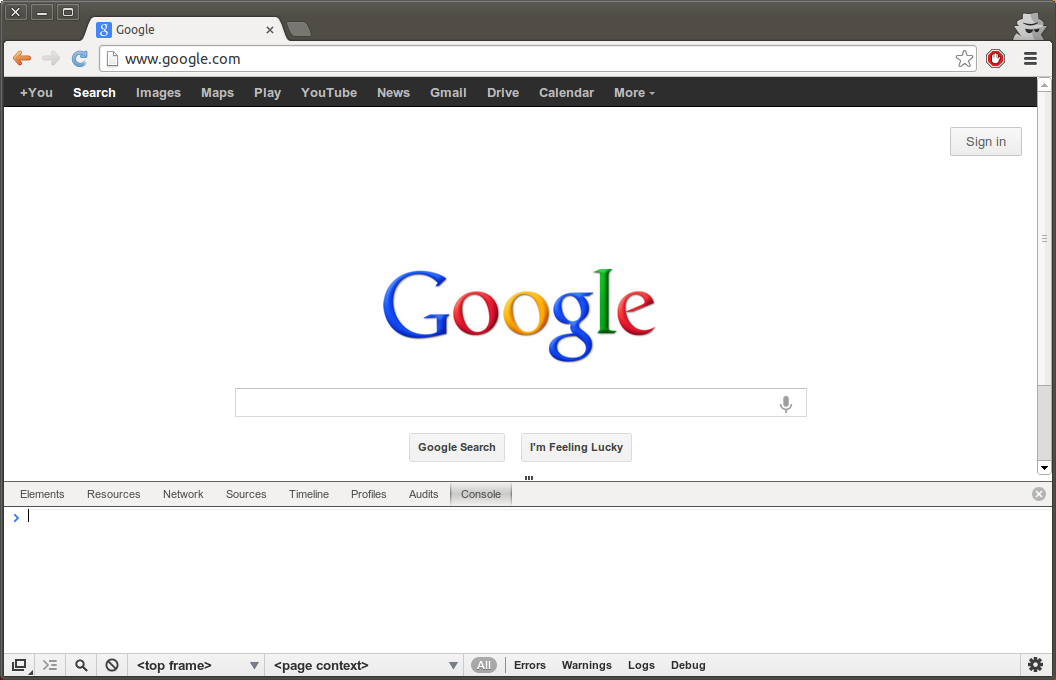 Google
www.google.com
+You Search Images Maps Play YouTube News Gmail Drive Calendar More
Sign in
Google
Google Search I'm Feeling Lucky
Elements Resources Network Sources Timeline Profiles Audits Console
<top frame> <page context> All Errors Warnings Logs Debug